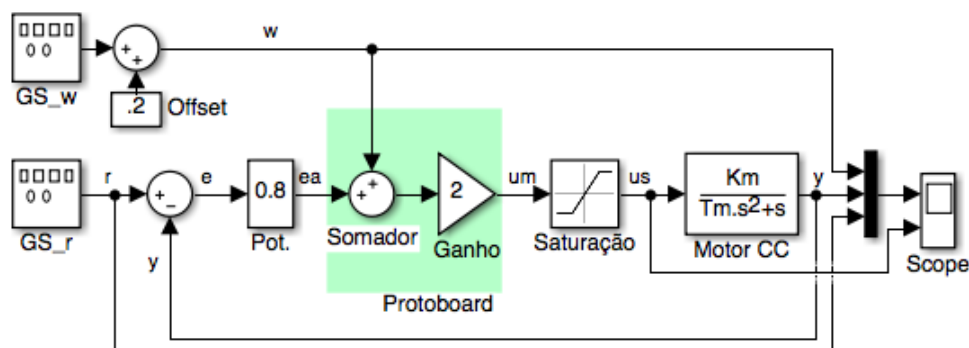 w
GS_w
+
+
.2
Offset
r
GS_r
+
−
e
y
0.8
Pot.
ea
+
+
Somador
2
Ganho
Protoboard
um
Saturação
us
Km
Tm.s²+s
Motor CC
y
Scope